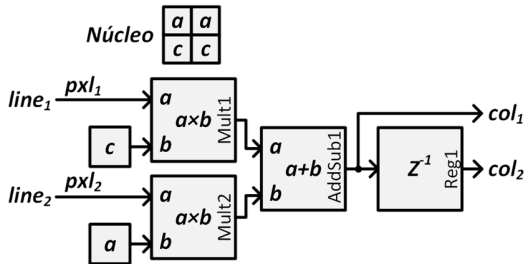 Núcleo
a a
c c
line₁ pxl₁ a a×b Mult1
c b
line₂ pxl₂ a a×b Mult2
a b
a a+b AddSub1
b
Z⁻¹ Reg1
col₁
col₂